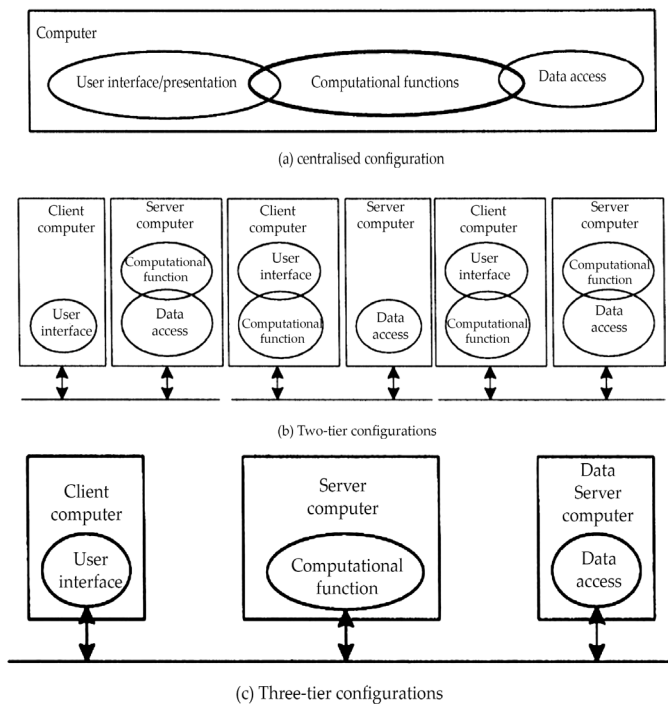 Computer
User interface/presentation
Computational functions
Data access
(a) centralised configuration
Client
computer
User
interface
Server
computer
Computational
function
Data
access
Client
computer
User
interface
Computational
function
Server
computer
Data
access
Client
computer
User
interface
Computational
function
Server
computer
Computational
function
Data
access
(b) Two-tier configurations
Client
computer
User
interface
Server
computer
Computational
function
Data
Server
computer
Data
access
(c) Three-tier configurations